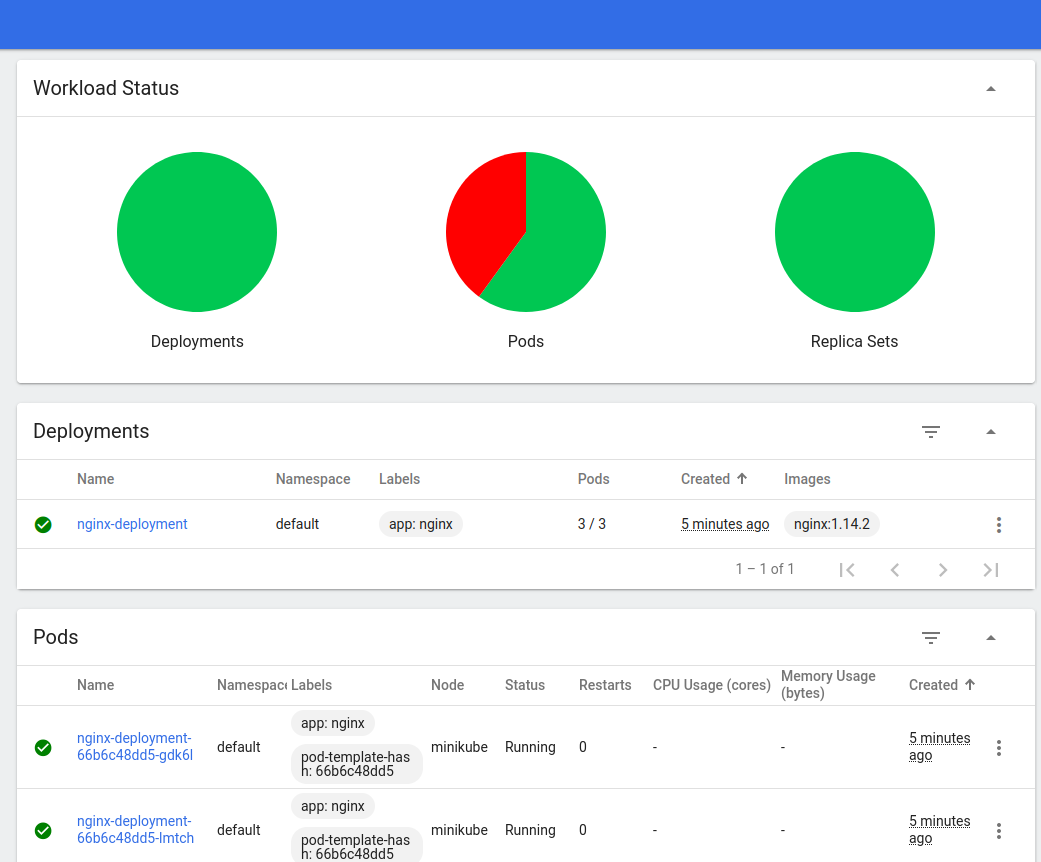 Workload Status
Deployments
Pods
Replica Sets
Deployments
Name Namespace Labels Pods Created Images
nginx-deployment default app: nginx 3 / 3 5 minutes ago nginx:1.14.2
1 – 1 of 1
Pods
Name Namespace Labels Node Status Restarts CPU Usage (cores) Memory Usage
(bytes) Created
nginx-deployment-
66b6c48dd5-gdk6l
default
app: nginx
pod-template-has
h: 66b6c48dd5
minikube Running 0 - -
5 minutes
ago
nginx-deployment-
66b6c48dd5-lmtch
default
app: nginx
pod-template-has
h: 66b6c48dd5
minikube Running 0 - -
5 minutes
ago